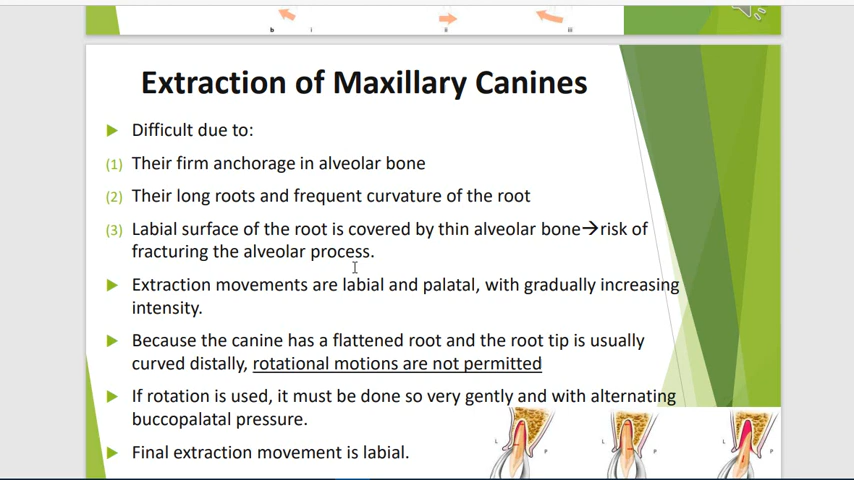 b i ii iii
Extraction of Maxillary Canines
Difficult due to:
(1) Their firm anchorage in alveolar bone
(2) Their long roots and frequent curvature of the root
(3) Labial surface of the root is covered by thin alveolar bone→risk of
fracturing the alveolar process.
Extraction movements are labial and palatal, with gradually increasing
intensity.
Because the canine has a flattened root and the root tip is usually
curved distally, rotational motions are not permitted
If rotation is used, it must be done so very gently and with alternating
buccopalatal pressure.
Final extraction movement is labial.
L P L P L P